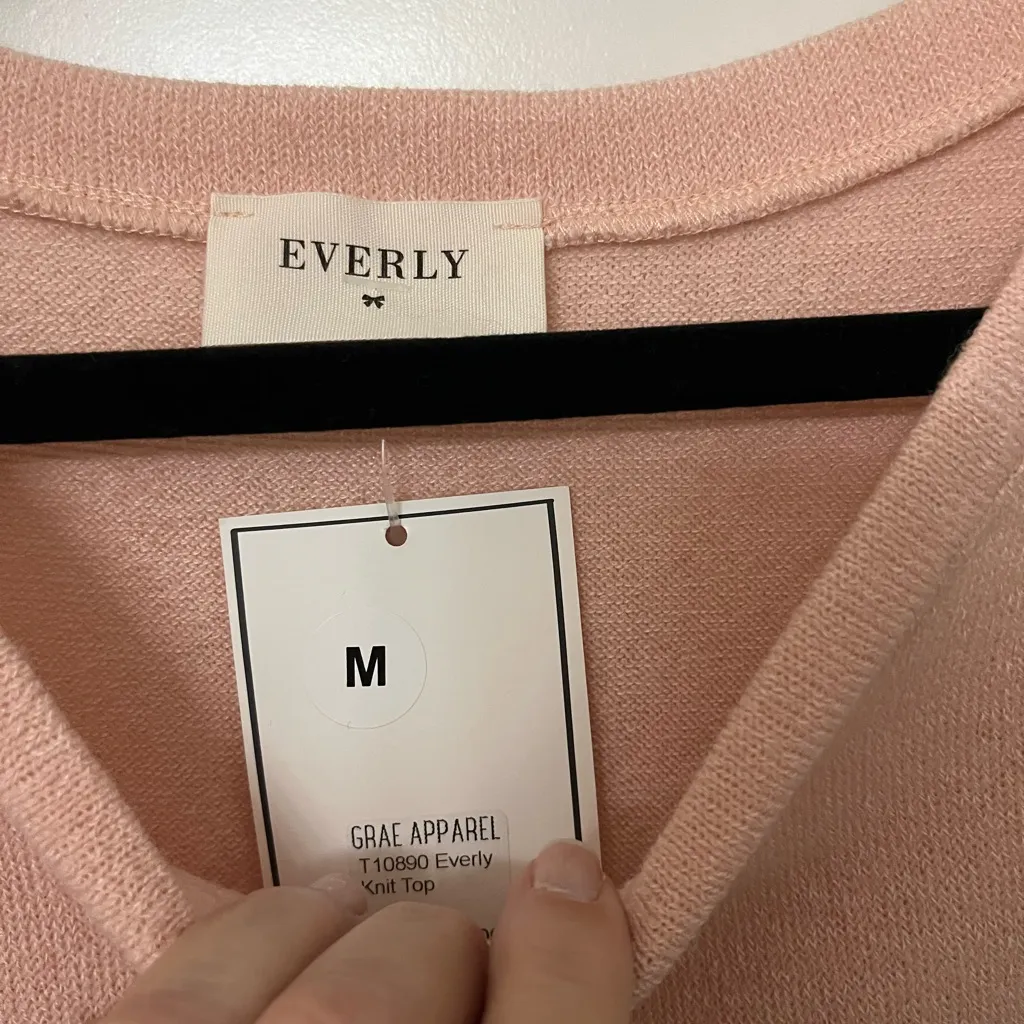 EVERLY
M
GRAE APPAREL
T10890 Everly
Knit Top